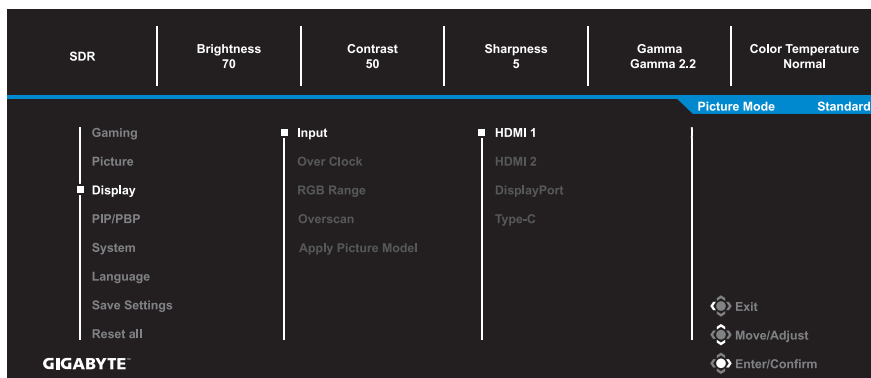 SDR
Brightness
70
Contrast
50
Sharpness
5
Gamma
Gamma 2.2
Color Temperature
Normal
Picture Mode Standard
Gaming
Picture
Display
PIP/PBP
System
Language
Save Settings
Reset all
Input
Over Clock
RGB Range
Overscan
Apply Picture Model
HDMI 1
HDMI 2
DisplayPort
Type-C
Exit
Move/Adjust
Enter/Confirm
GIGABYTE™